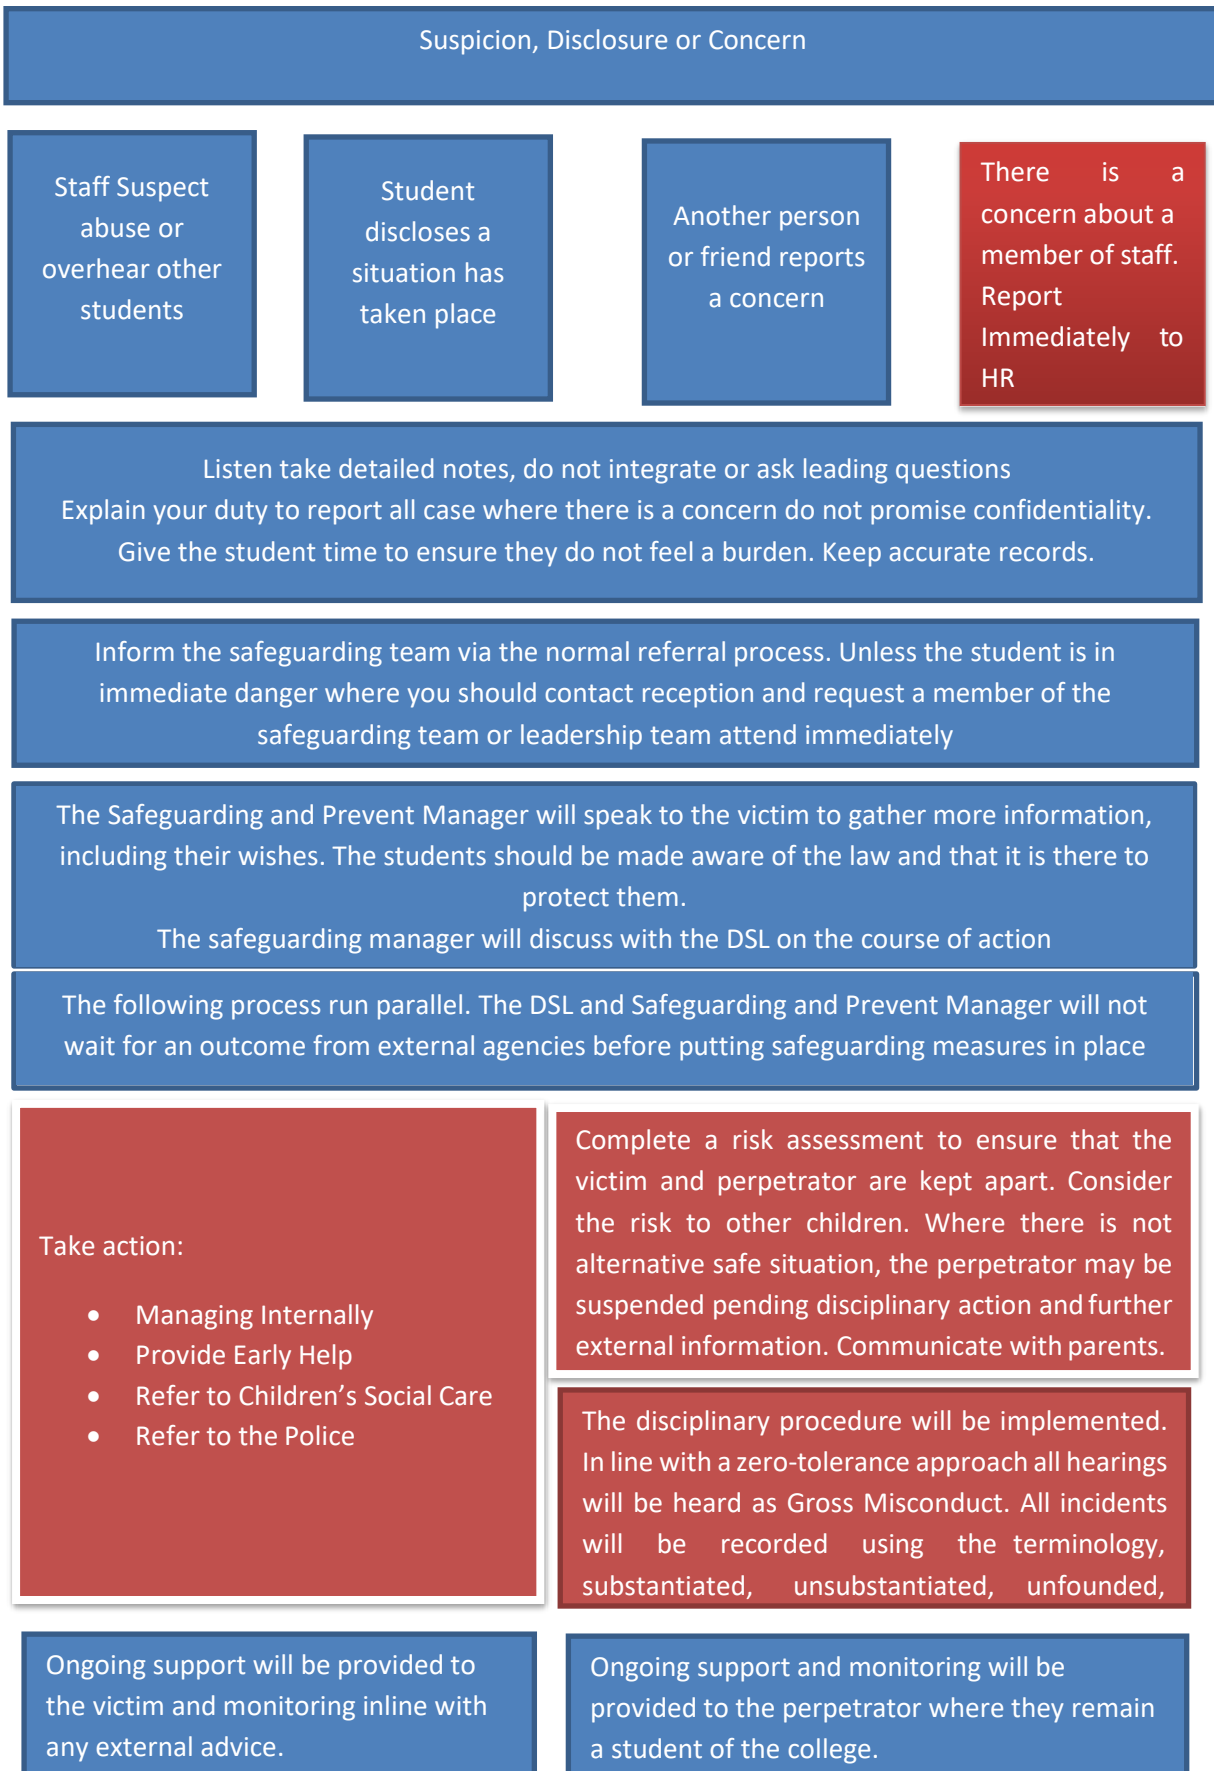 Suspicion, Disclosure or Concern
Staff Suspect
abuse or
overhear other
students
Student
discloses a
situation has
taken place
Another person
or friend reports
a concern
There is a
concern about a
member of staff.
Report
Immediately to
HR
Listen take detailed notes, do not integrate or ask leading questions
Explain your duty to report all case where there is a concern do not promise confidentiality.
Give the student time to ensure they do not feel a burden. Keep accurate records.
Inform the safeguarding team via the normal referral process. Unless the student is in
immediate danger where you should contact reception and request a member of the
safeguarding team or leadership team attend immediately
The Safeguarding and Prevent Manager will speak to the victim to gather more information,
including their wishes. The students should be made aware of the law and that it is there to
protect them.
The safeguarding manager will discuss with the DSL on the course of action
The following process run parallel. The DSL and Safeguarding and Prevent Manager will not
wait for an outcome from external agencies before putting safeguarding measures in place
Take action:
• Managing Internally
• Provide Early Help
• Refer to Children's Social Care
• Refer to the Police
Complete a risk assessment to ensure that the
victim and perpetrator are kept apart. Consider
the risk to other children. Where there is not
alternative safe situation, the perpetrator may be
suspended pending disciplinary action and further
external information. Communicate with parents.
The disciplinary procedure will be implemented.
In line with a zero-tolerance approach all hearings
will be heard as Gross Misconduct. All incidents
will be recorded using the terminology,
substantiated, unsubstantiated, unfounded,
Ongoing support will be provided to
the victim and monitoring inline with
any external advice.
Ongoing support and monitoring will be
provided to the perpetrator where they remain
a student of the college.